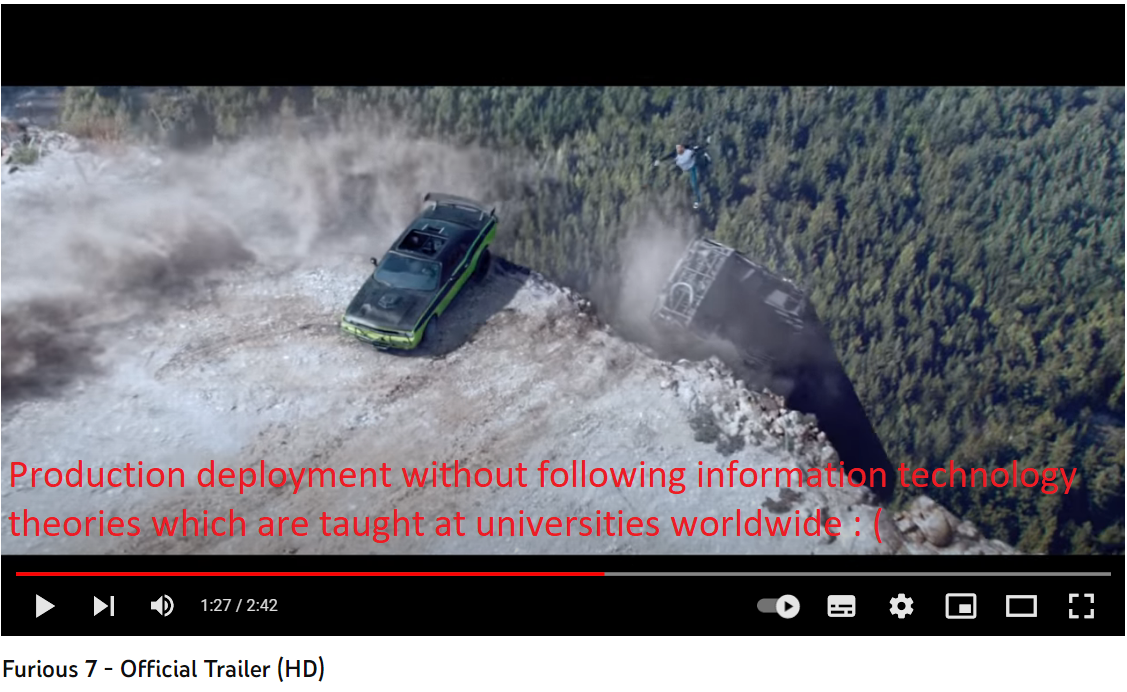 Production deployment without following information technology
theories which are taught at universities worldwide : (
1:27 / 2:42
Furious 7 - Official Trailer (HD)